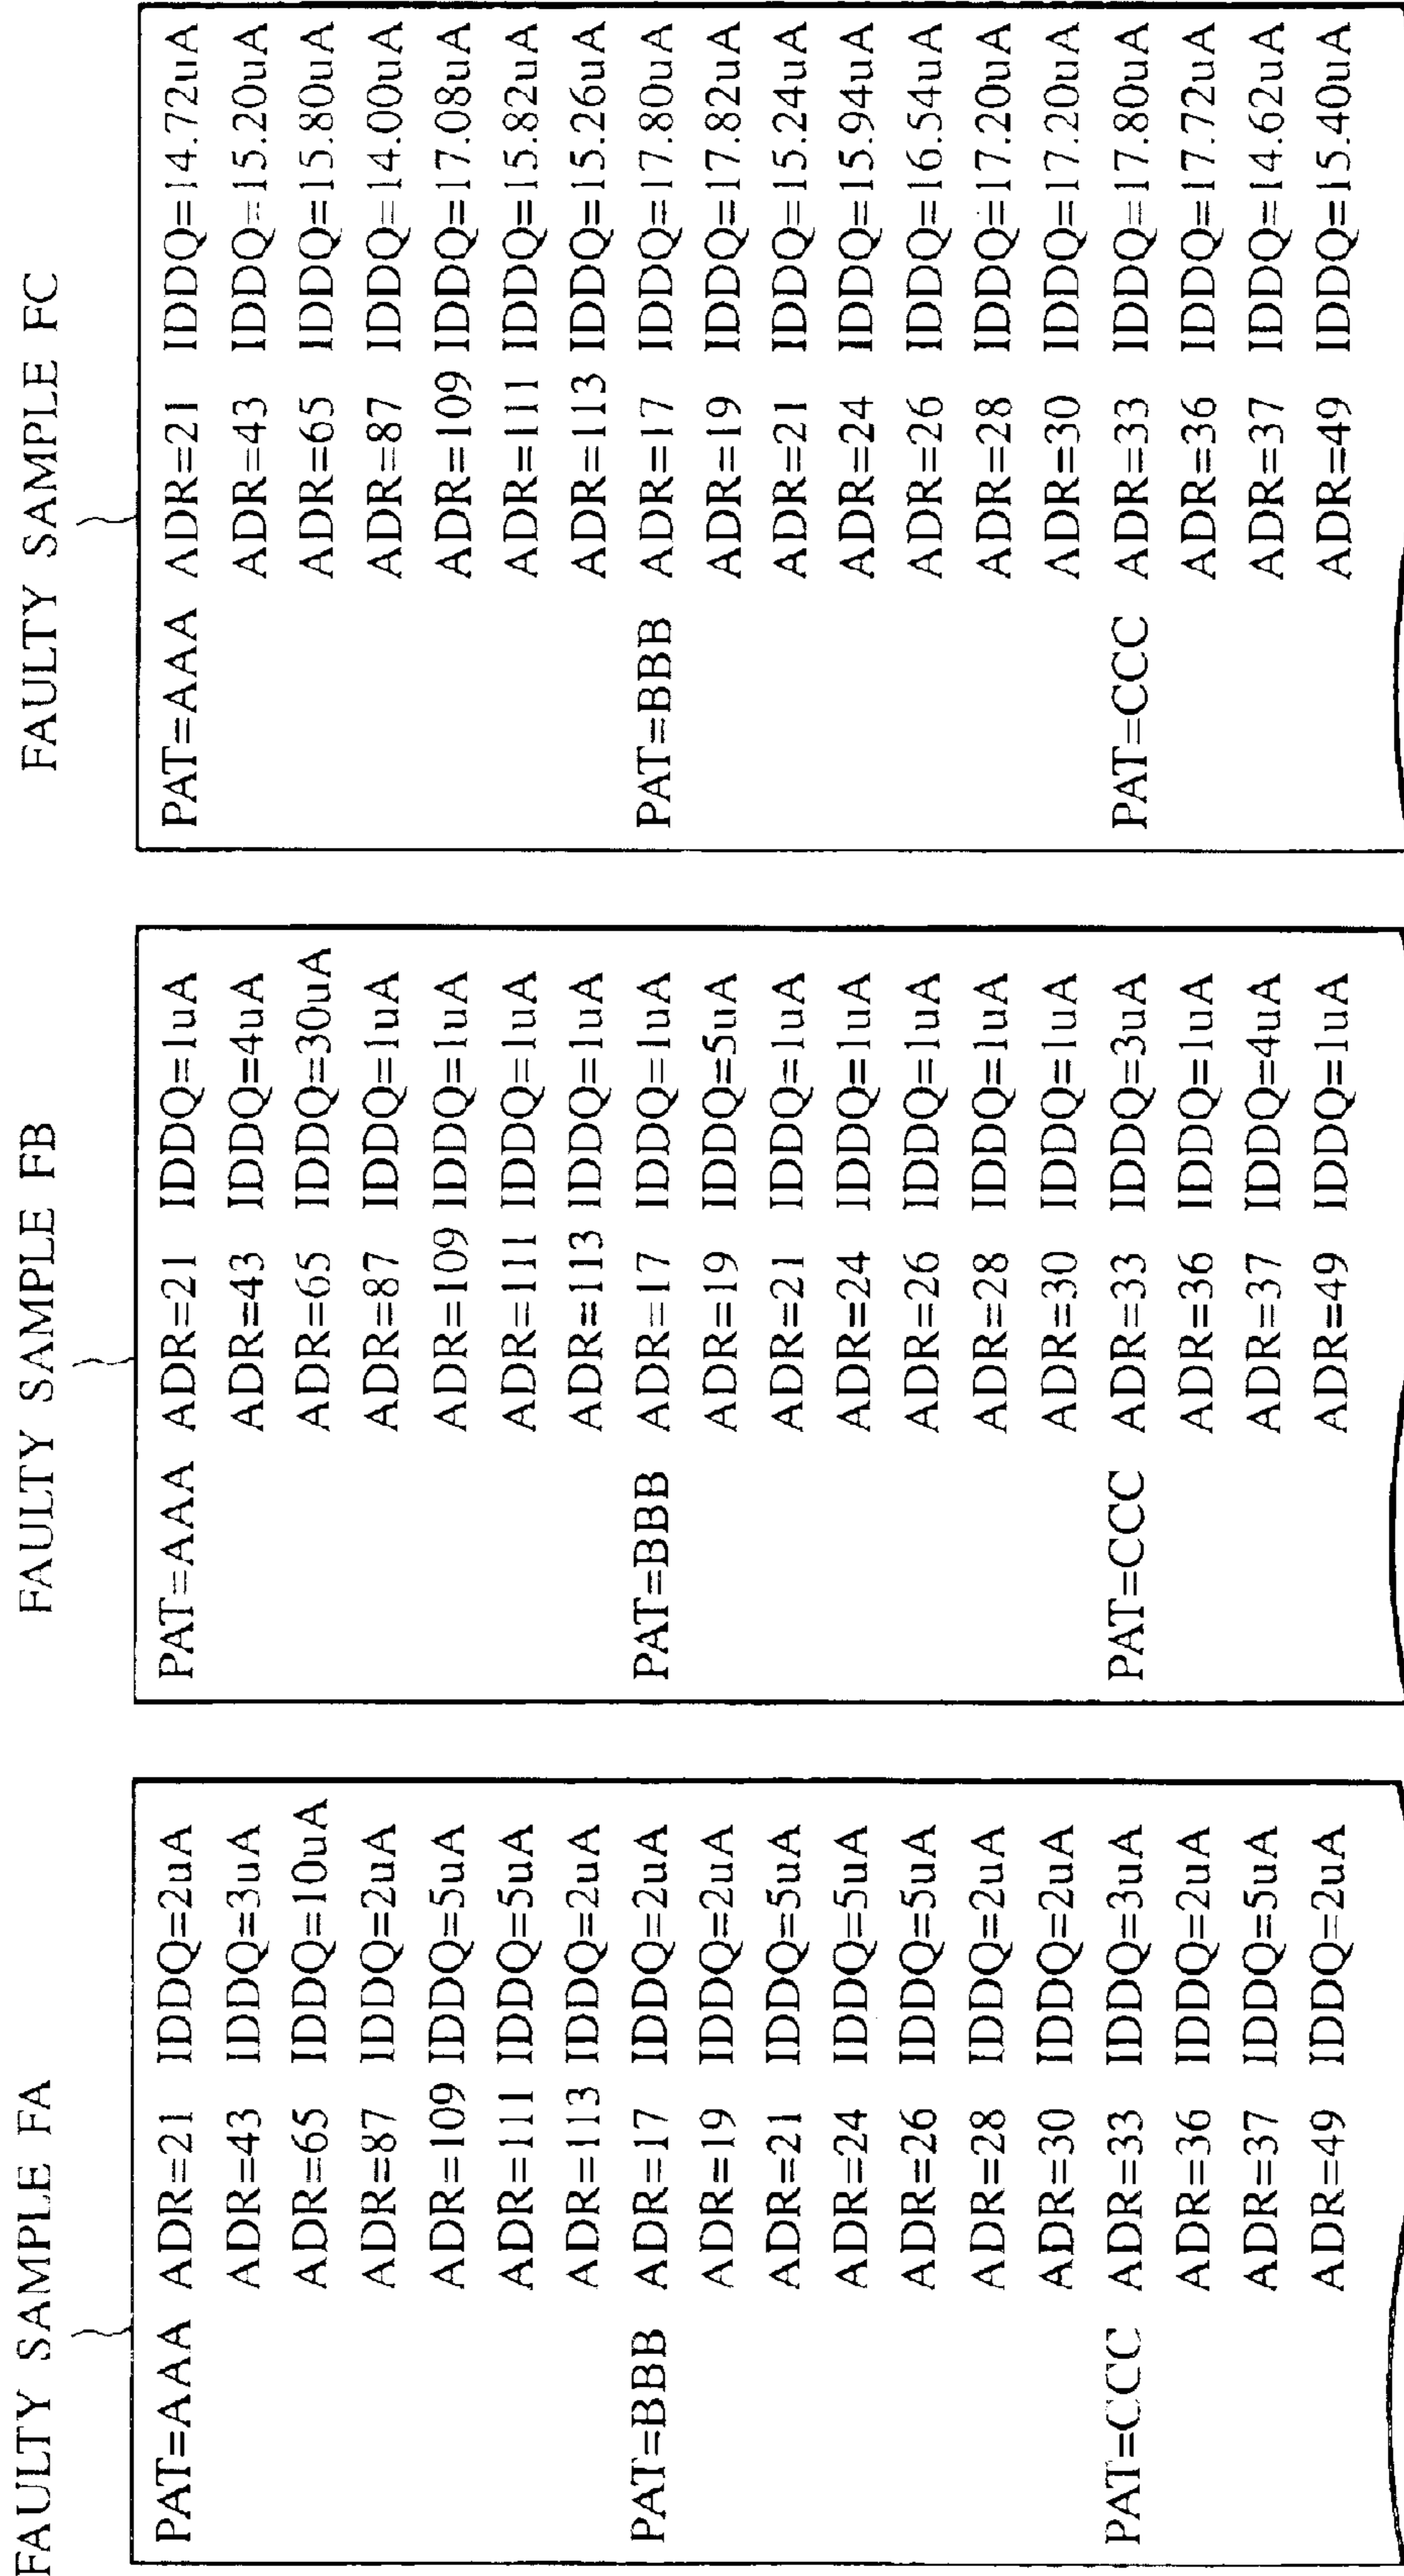 FAULTY SAMPLE FA
PAT=AAA ADR=21 IDDQ=2uA
ADR=43 IDDQ=3uA
ADR=65 IDDQ=10uA
ADR=87 IDDQ=2uA
ADR=109 IDDQ=5uA
ADR=111 IDDQ=5uA
ADR=113 IDDQ=2uA
PAT=BBB ADR=17 IDDQ=2uA
ADR=19 IDDQ=2uA
ADR=21 IDDQ=5uA
ADR=24 IDDQ=5uA
ADR=26 IDDQ=5uA
ADR=28 IDDQ=2uA
ADR=30 IDDQ=2uA
PAT=CCC ADR=33 IDDQ=3uA
ADR=36 IDDQ=2uA
ADR=37 IDDQ=5uA
ADR=49 IDDQ=2uA
FAULTY SAMPLE FB
PAT=AAA ADR=21 IDDQ=1uA
ADR=43 IDDQ=4uA
ADR=65 IDDQ=30uA
ADR=87 IDDQ=1uA
ADR=109 IDDQ=1uA
ADR=111 IDDQ=1uA
ADR=113 IDDQ=1uA
PAT=BBB ADR=17 IDDQ=1uA
ADR=19 IDDQ=5uA
ADR=21 IDDQ=1uA
ADR=24 IDDQ=1uA
ADR=26 IDDQ=1uA
ADR=28 IDDQ=1uA
ADR=30 IDDQ=1uA
PAT=CCC ADR=33 IDDQ=3uA
ADR=36 IDDQ=1uA
ADR=37 IDDQ=4uA
ADR=49 IDDQ=1uA
FAULTY SAMPLE FC
PAT=AAA ADR=21 IDDQ=14.72uA
ADR=43 IDDQ=15.20uA
ADR=65 IDDQ=15.80uA
ADR=87 IDDQ=14.00uA
ADR=109 IDDQ=17.08uA
ADR=111 IDDQ=15.82uA
ADR=113 IDDQ=15.26uA
PAT=BBB ADR=17 IDDQ=17.80uA
ADR=19 IDDQ=17.82uA
ADR=21 IDDQ=15.24uA
ADR=24 IDDQ=15.94uA
ADR=26 IDDQ=16.54uA
ADR=28 IDDQ=17.20uA
ADR=30 IDDQ=17.20uA
PAT=CCC ADR=33 IDDQ=17.80uA
ADR=36 IDDQ=17.72uA
ADR=37 IDDQ=14.62uA
ADR=49 IDDQ=15.40uA